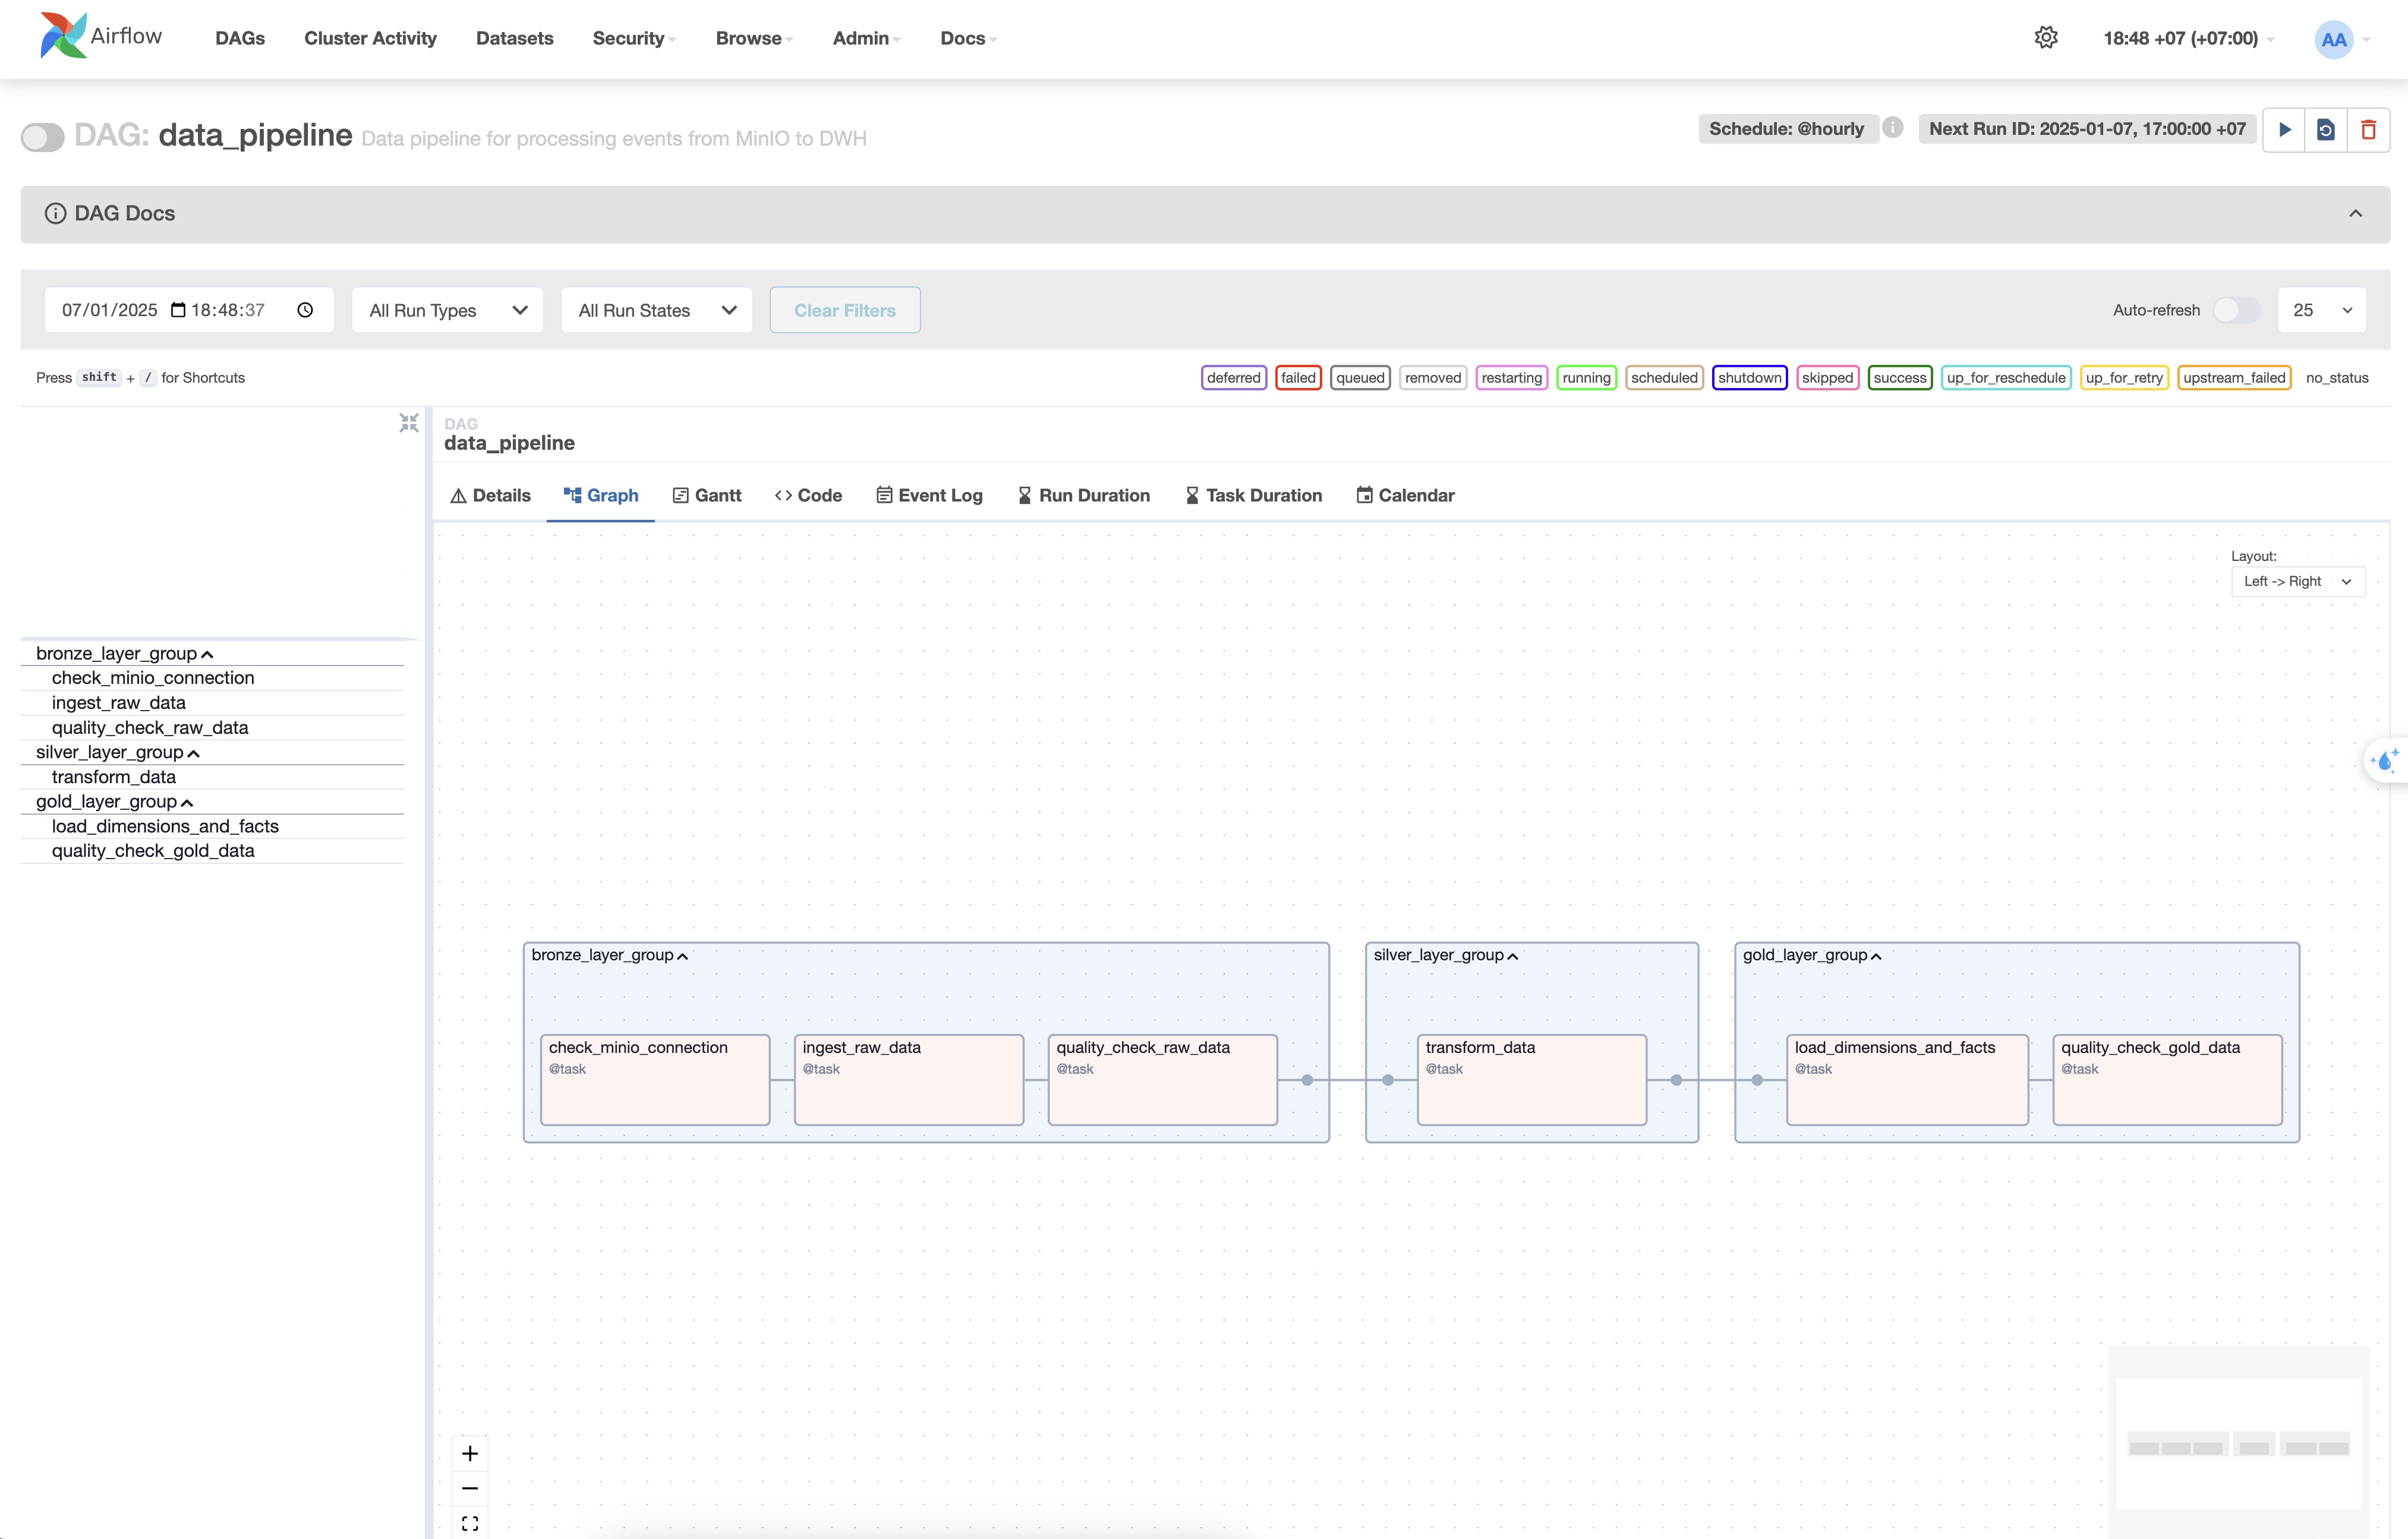 Airflow DAGs Cluster Activity Datasets Security Browse Admin Docs 18:48 +07 (+07:00) AA
DAG: data_pipeline Data pipeline for processing events from MinIO to DWH Schedule: @hourly Next Run ID: 2025-01-07, 17:00:00 +07
DAG Docs
07/01/2025 18:48:37 All Run Types All Run States Clear Filters Auto-refresh 25
Press shift + / for Shortcuts deferred failed queued removed restarting running scheduled shutdown skipped success up_for_reschedule up_for_retry upstream_failed no_status
DAG
data_pipeline
Details Graph Gantt Code Event Log Run Duration Task Duration Calendar
Layout:
Left -> Right
bronze_layer_group
check_minio_connection
ingest_raw_data
quality_check_raw_data
silver_layer_group
transform_data
gold_layer_group
load_dimensions_and_facts
quality_check_gold_data
bronze_layer_group silver_layer_group gold_layer_group
check_minio_connection ingest_raw_data quality_check_raw_data transform_data load_dimensions_and_facts quality_check_gold_data
@task @task @task @task @task @task